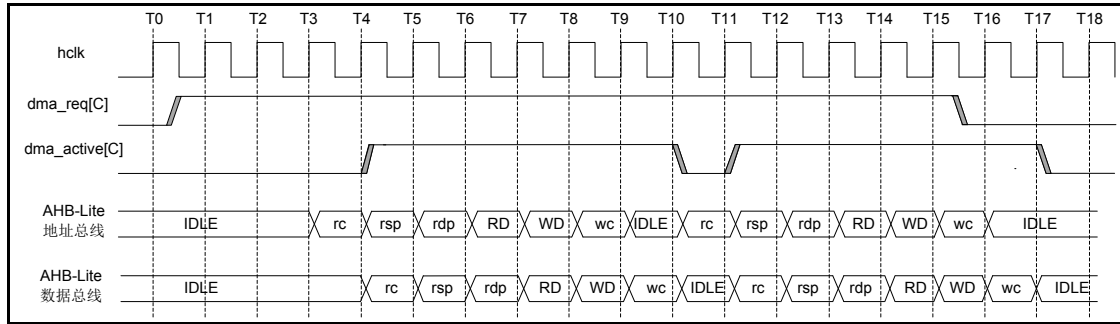 T0 T1 T2 T3 T4 T5 T6 T7 T8 T9 T10 T11 T12 T13 T14 T15 T16 T17 T18
hclk
dma_req[C]
dma_active[C]
AHB-Lite
地址总线
IDLE rc rsp rdp RD WD wc IDLE rc rsp rdp RD WD wc IDLE
AHB-Lite
数据总线
IDLE rc rsp rdp RD WD wc IDLE rc rsp rdp RD WD wc IDLE